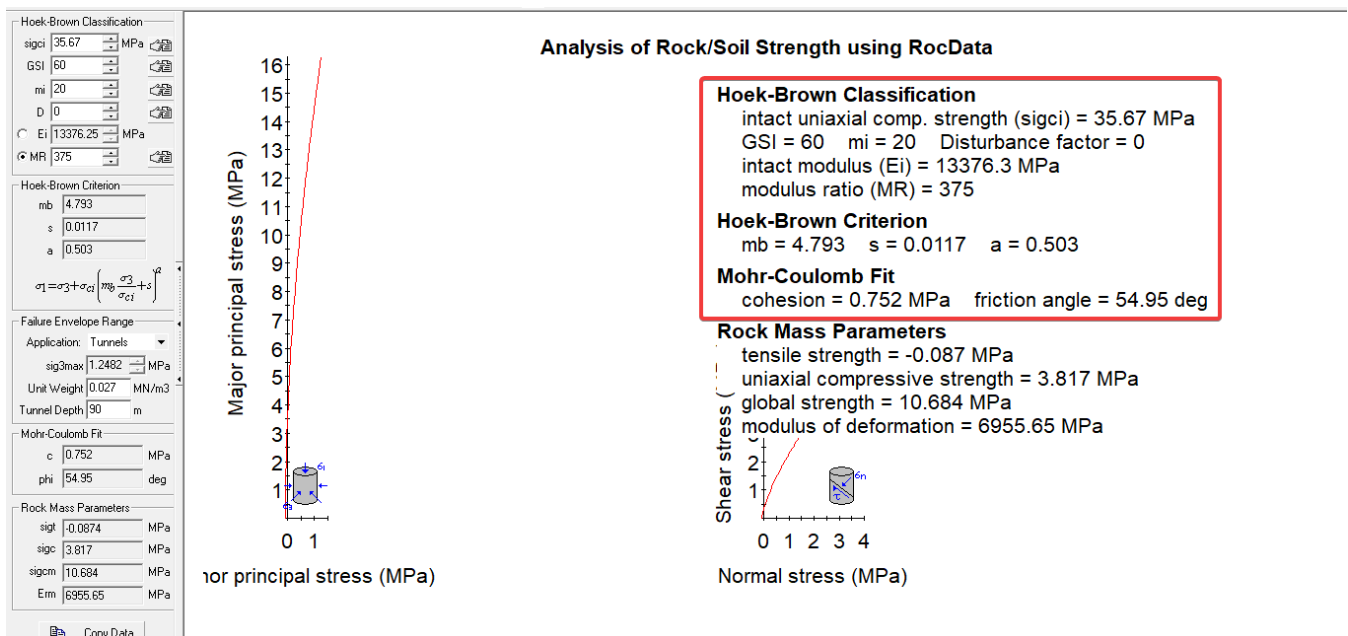 Hoek-Brown Classification
sigci 35.67 MPa
GSI 60
mi 20
D 0
Ei 13376.25 MPa
MR 375
Hoek-Brown Criterion
mb 4.793
s 0.0117
a 0.503
σ1=σ3+σci(mb σ3/σci+s)^a
Failure Envelope Range
Application: Tunnels
sig3max 1.2482 MPa
Unit Weight 0.027 MN/m3
Tunnel Depth 90 m
Mohr-Coulomb Fit
c 0.752 MPa
phi 54.95 deg
Rock Mass Parameters
sigt -0.0874 MPa
sigc 3.817 MPa
sigcm 10.684 MPa
Erm 6955.65 MPa
Copy Data
Analysis of Rock/Soil Strength using RocData
Major principal stress (MPa)
16
15
14
13
12
11
10
9
8
7
6
5
4
3
2
1
σ1
0 1
nor principal stress (MPa)
Hoek-Brown Classification
intact uniaxial comp. strength (sigci) = 35.67 MPa
GSI = 60 mi = 20 Disturbance factor = 0
intact modulus (Ei) = 13376.3 MPa
modulus ratio (MR) = 375
Hoek-Brown Criterion
mb = 4.793 s = 0.0117 a = 0.503
Mohr-Coulomb Fit
cohesion = 0.752 MPa friction angle = 54.95 deg
Rock Mass Parameters
tensile strength = -0.087 MPa
uniaxial compressive strength = 3.817 MPa
global strength = 10.684 MPa
modulus of deformation = 6955.65 MPa
Shear stress (
2
1
σn
τ
0 1 2 3 4
Normal stress (MPa)